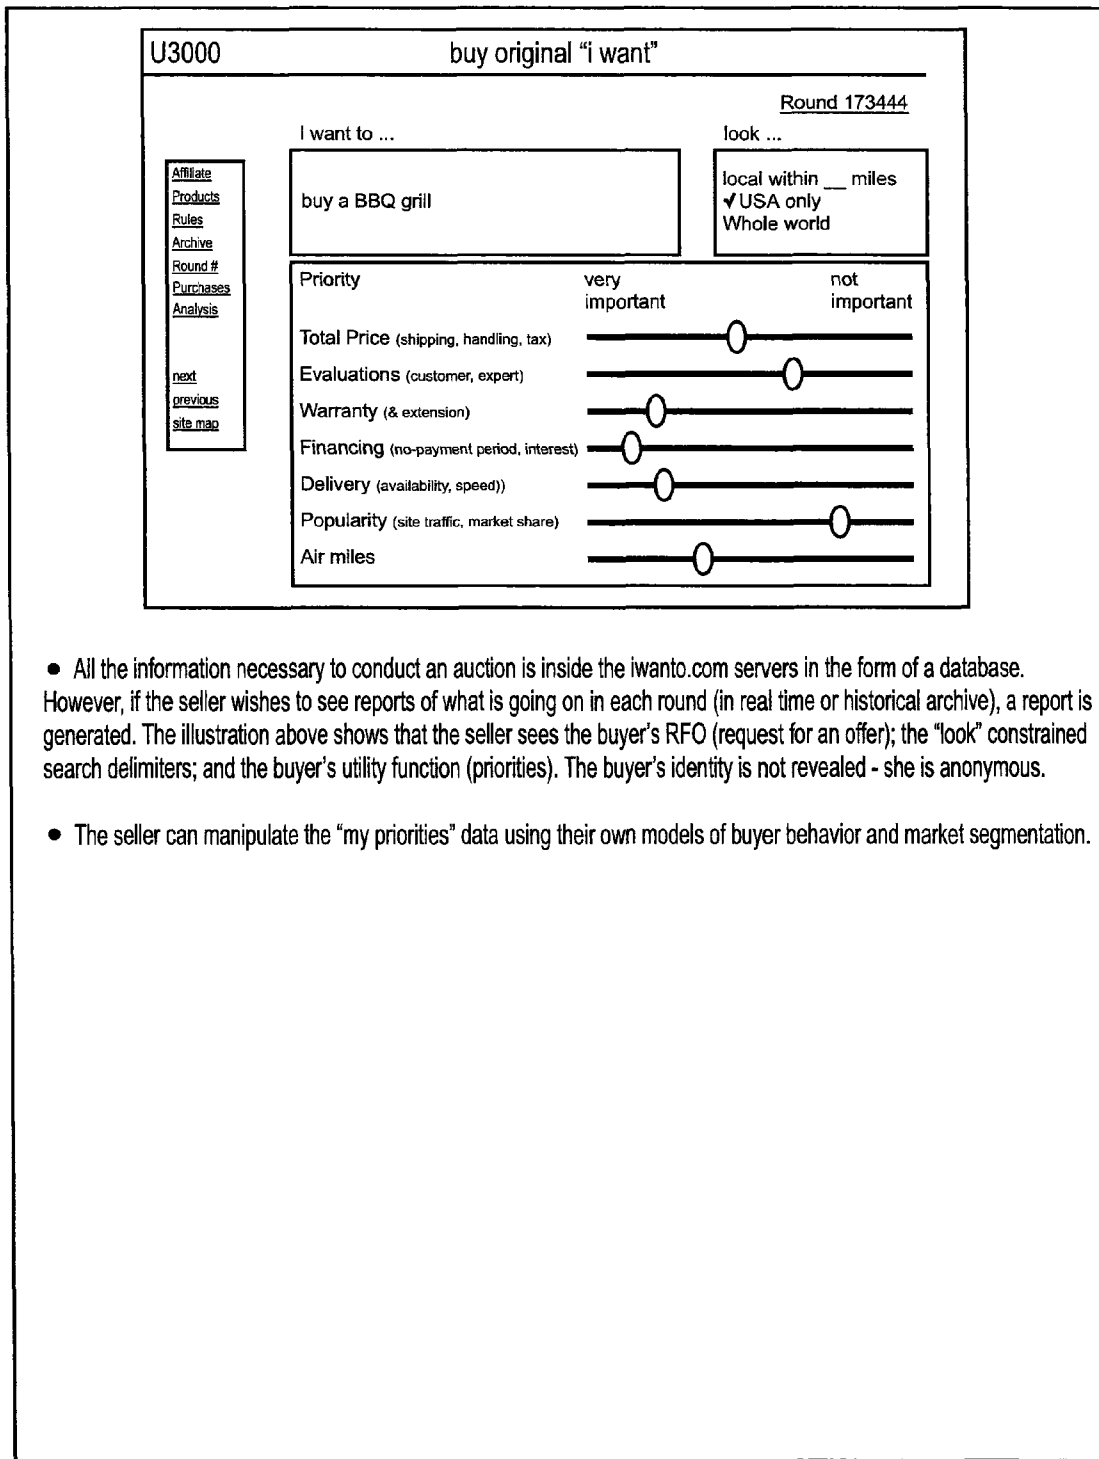 U3000 buy original “i want”
Round 173444
I want to ... look ...
Affiliate
Products
Rules
Archive
Round #
Purchases
Analysis
next
previous
site map
buy a BBQ grill
local within __ miles
✓USA only
Whole world
Priority very important not important
Total Price (shipping, handling, tax)
Evaluations (customer, expert)
Warranty (& extension)
Financing (no-payment period, interest)
Delivery (availability, speed))
Popularity (site traffic, market share)
Air miles
● All the information necessary to conduct an auction is inside the iwanto.com servers in the form of a database.
However, if the seller wishes to see reports of what is going on in each round (in real time or historical archive), a report is
generated. The illustration above shows that the seller sees the buyer’s RFO (request for an offer); the “look” constrained
search delimiters; and the buyer’s utility function (priorities). The buyer’s identity is not revealed - she is anonymous.
● The seller can manipulate the “my priorities” data using their own models of buyer behavior and market segmentation.